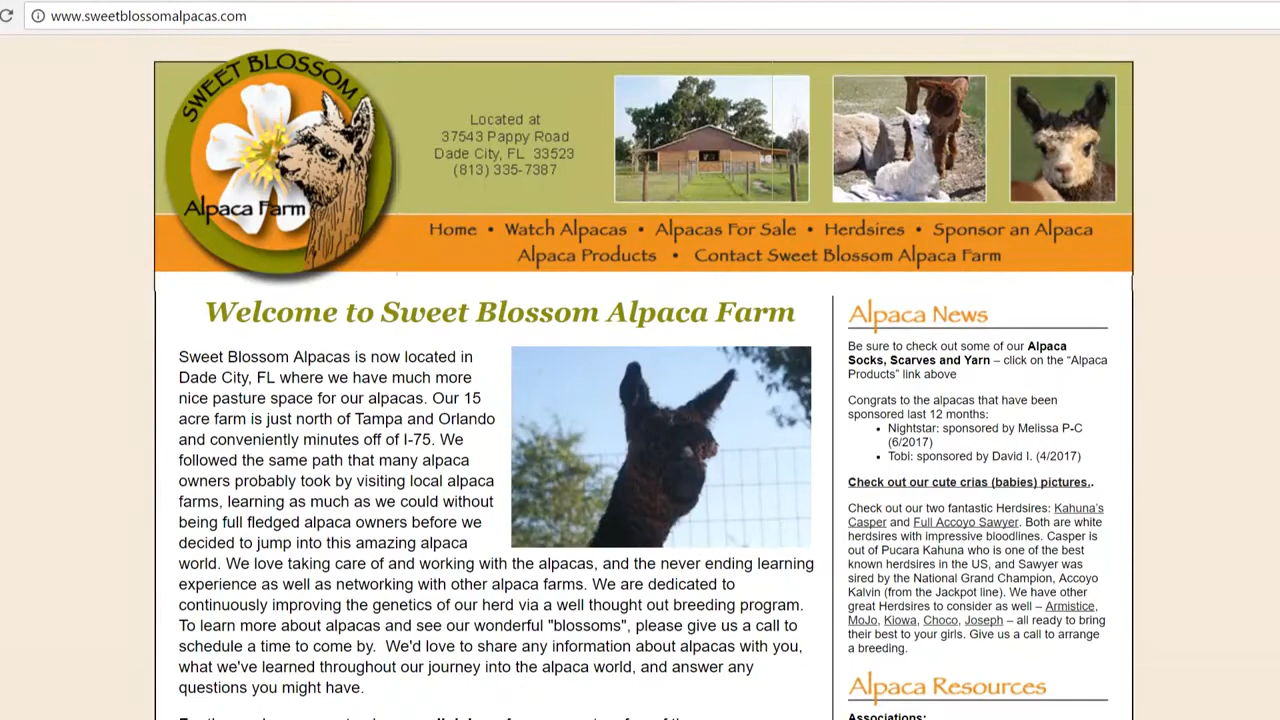 www.sweetblossomalpacas.com
SWEET BLOSSOM
Alpaca Farm
Located at
37543 Pappy Road
Dade City, FL 33523
(813) 335-7387
Home • Watch Alpacas • Alpacas For Sale • Herdsires • Sponsor an Alpaca
Alpaca Products • Contact Sweet Blossom Alpaca Farm
Welcome to Sweet Blossom Alpaca Farm
Sweet Blossom Alpacas is now located in
Dade City, FL where we have much more
nice pasture space for our alpacas. Our 15
acre farm is just north of Tampa and Orlando
and conveniently minutes off of I-75. We
followed the same path that many alpaca
owners probably took by visiting local alpaca
farms, learning as much as we could without
being full fledged alpaca owners before we
decided to jump into this amazing alpaca
world. We love taking care of and working with the alpacas, and the never ending learning
experience as well as networking with other alpaca farms. We are dedicated to
continuously improving the genetics of our herd via a well thought out breeding program.
To learn more about alpacas and see our wonderful "blossoms", please give us a call to
schedule a time to come by. We'd love to share any information about alpacas with you,
what we've learned throughout our journey into the alpaca world, and answer any
questions you might have.
Alpaca News
Be sure to check out some of our Alpaca
Socks, Scarves and Yarn – click on the “Alpaca
Products” link above
Congrats to the alpacas that have been
sponsored last 12 months:
• Nightstar: sponsored by Melissa P-C
(6/2017)
• Tobi: sponsored by David I. (4/2017)
Check out our cute crias (babies) pictures..
Check out our two fantastic Herdsires: Kahuna's
Casper and Full Accoyo Sawyer. Both are white
herdsires with impressive bloodlines. Casper is
out of Pucara Kahuna who is one of the best
known herdsires in the US, and Sawyer was
sired by the National Grand Champion, Accoyo
Kalvin (from the Jackpot line). We have other
great Herdsires to consider as well – Armistice,
MoJo, Kiowa, Choco, Joseph – all ready to bring
their best to your girls. Give us a call to arrange
a breeding.
Alpaca Resources
Associations: